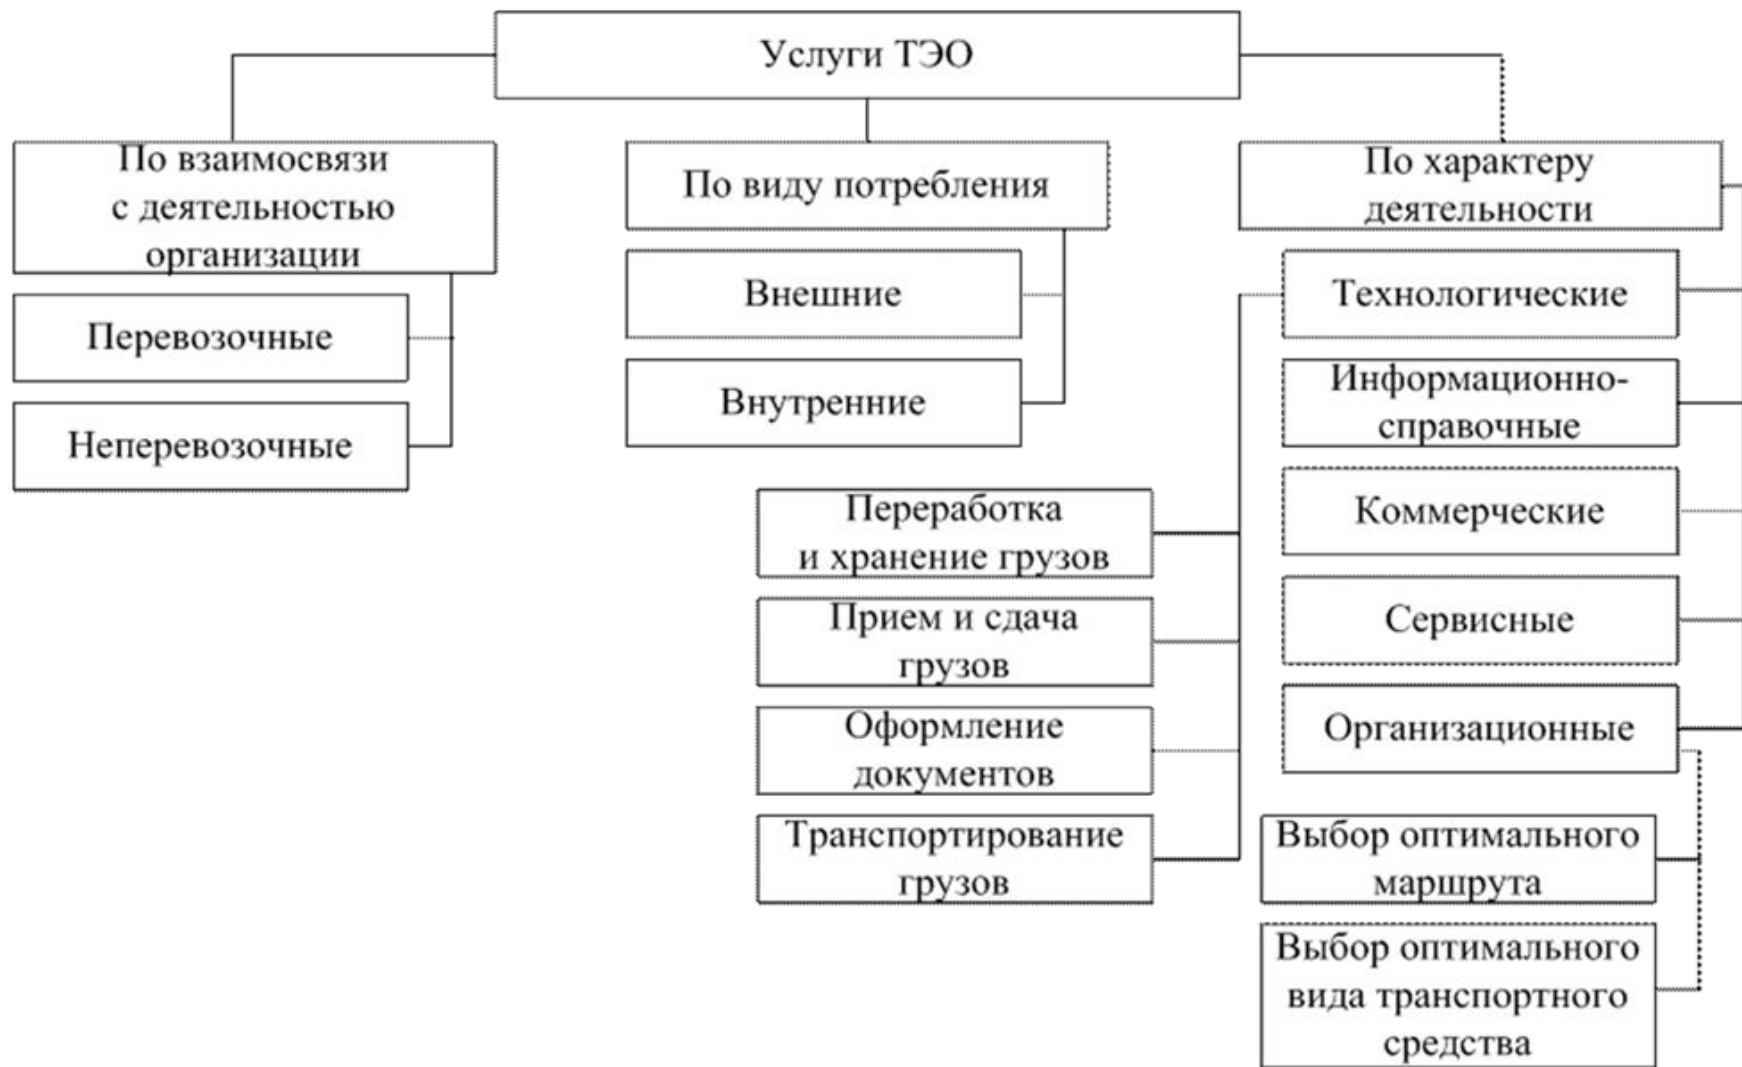 Услуги ТЭО
По взаимосвязи
с деятельностью
организации
Перевозочные
Неперевозочные
По виду потребления
Внешние
Внутренние
По характеру
деятельности
Технологические
Информационно-
справочные
Коммерческие
Сервисные
Организационные
Переработка
и хранение грузов
Прием и сдача
грузов
Оформление
документов
Транспортирование
грузов
Выбор оптимального
маршрута
Выбор оптимального
вида транспортного
средства